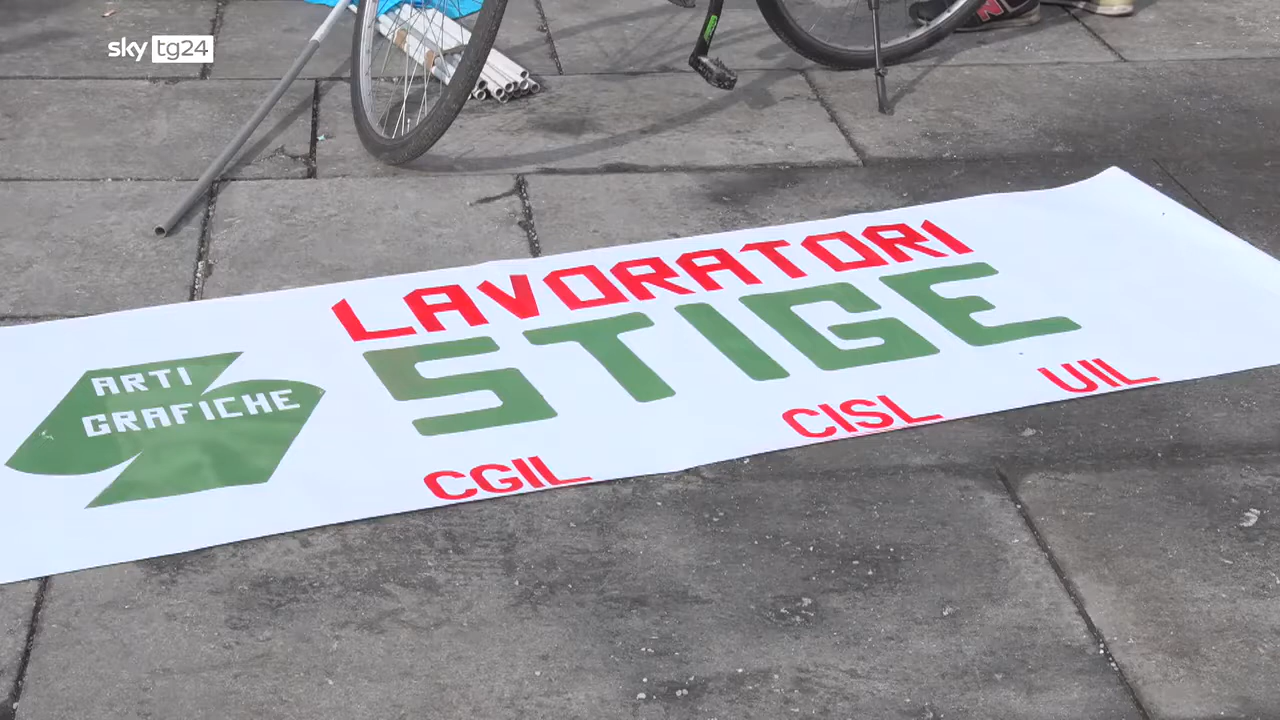 sky tg24
LAVORATORI
STIGE
ARTI
GRAFICHE
CGIL CISL UIL